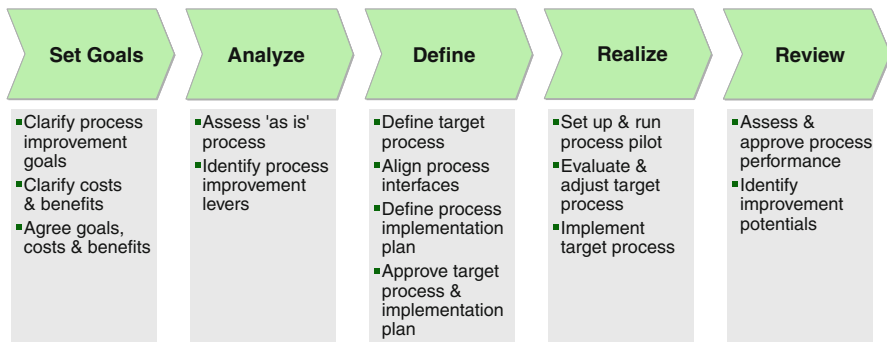 Set Goals
Analyze
Define
Realize
Review
▪Clarify process
improvement
goals
▪Clarify costs
& benefits
▪Agree goals,
costs & benefits
▪Assess 'as is'
process
▪Identify process
improvement
levers
▪Define target
process
▪Align process
interfaces
▪Define process
implementation
plan
▪Approve target
process &
implementation
plan
▪Set up & run
process pilot
▪Evaluate &
adjust target
process
▪Implement
target process
▪Assess &
approve process
performance
▪Identify
improvement
potentials